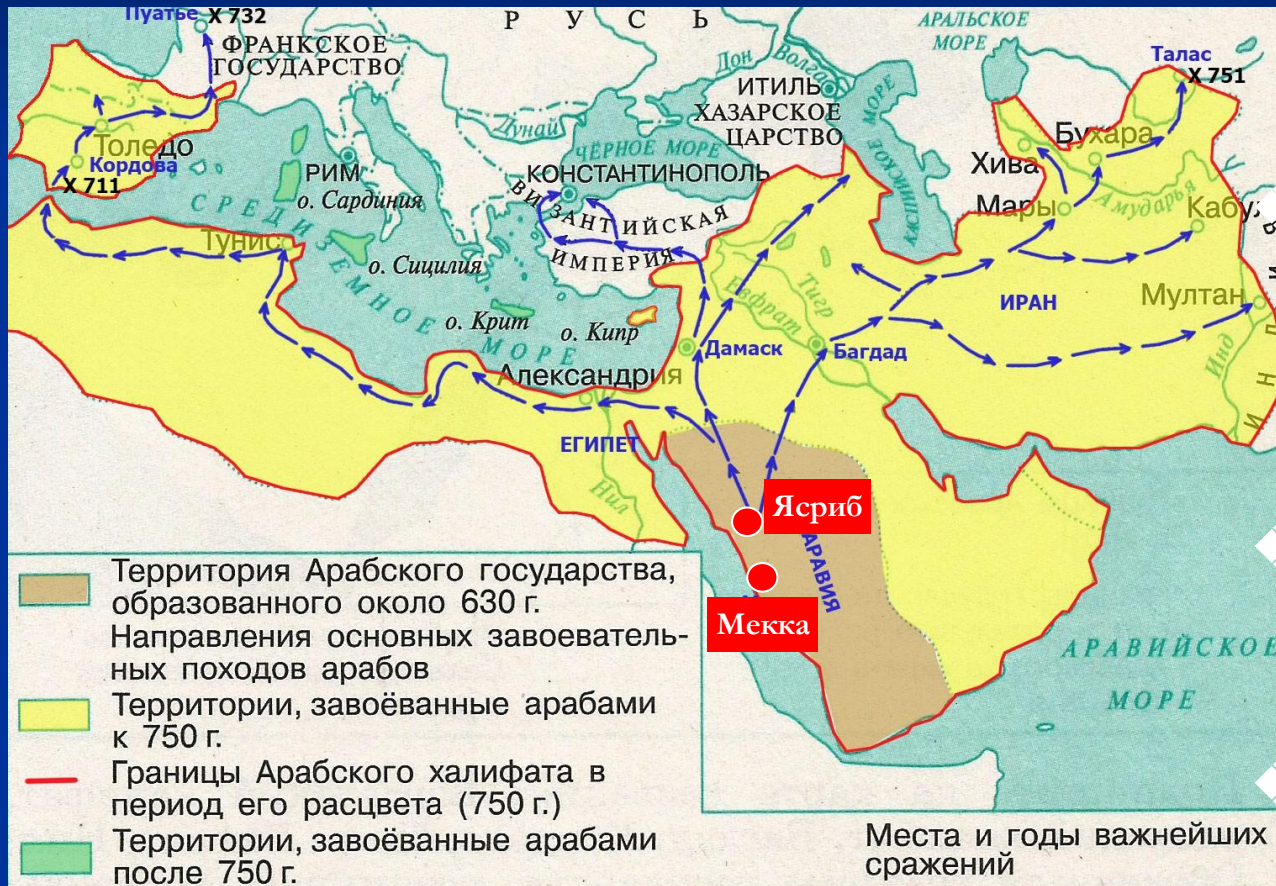 Пуатье X 732
Р У С Ь
АРАЛЬСКОЕ
МОРЕ
ФРАНКСКОЕ
ГОСУДАРСТВО
Дон
Волга
Талас
X 751
ИТИЛЬ
ХАЗАРСКОЕ
ЦАРСТВО
КАСПИЙСКОЕ МОРЕ
Дунай
Толедо
Кордова
X 711
РИМ
о. Сардиния
ЧЁРНОЕ МОРЕ
КОНСТАНТИНОПОЛЬ
ВИЗАНТИЙСКАЯ
ИМПЕРИЯ
Бухара
Хива
Мары
Амударья
СРЕДИЗЕМНОЕ МОРЕ
Тунис
о. Сицилия
о. Крит
о. Кипр
Евфрат
Тигр
ИРАН
Мултан
Инд
Дамаск
Багдад
Александрия
ЕГИПЕТ
Нил
Ясриб
АРАВИЯ
Мекка
АРАВИЙСКОЕ
МОРЕ
Территория Арабского государства,
образованного около 630 г.
Направления основных завоеватель-
ных походов арабов
Территории, завоёванные арабами
к 750 г.
Границы Арабского халифата в
период его расцвета (750 г.)
Территории, завоёванные арабами
после 750 г.
Места и годы важнейших
сражений